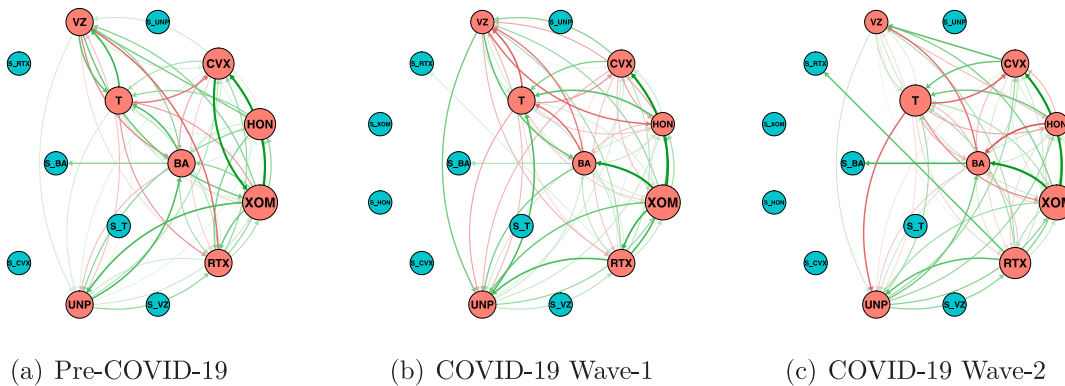 VZ
S_UNP
S_RTX
CVX
T
HON
S_BA
BA
XOM
S_T
S_CVX
RTX
UNP
S_VZ
(a) Pre-COVID-19
VZ
S_UNP
S_RTX
CVX
T
S_XOM
HON
S_BA
BA
S_HON
XOM
S_T
S_CVX
RTX
UNP
S_VZ
(b) COVID-19 Wave-1
VZ
S_UNP
S_RTX
CVX
T
S_XOM
HON
S_BA
BA
S_HON
XOM
S_T
S_CVX
RTX
UNP
S_VZ
(c) COVID-19 Wave-2